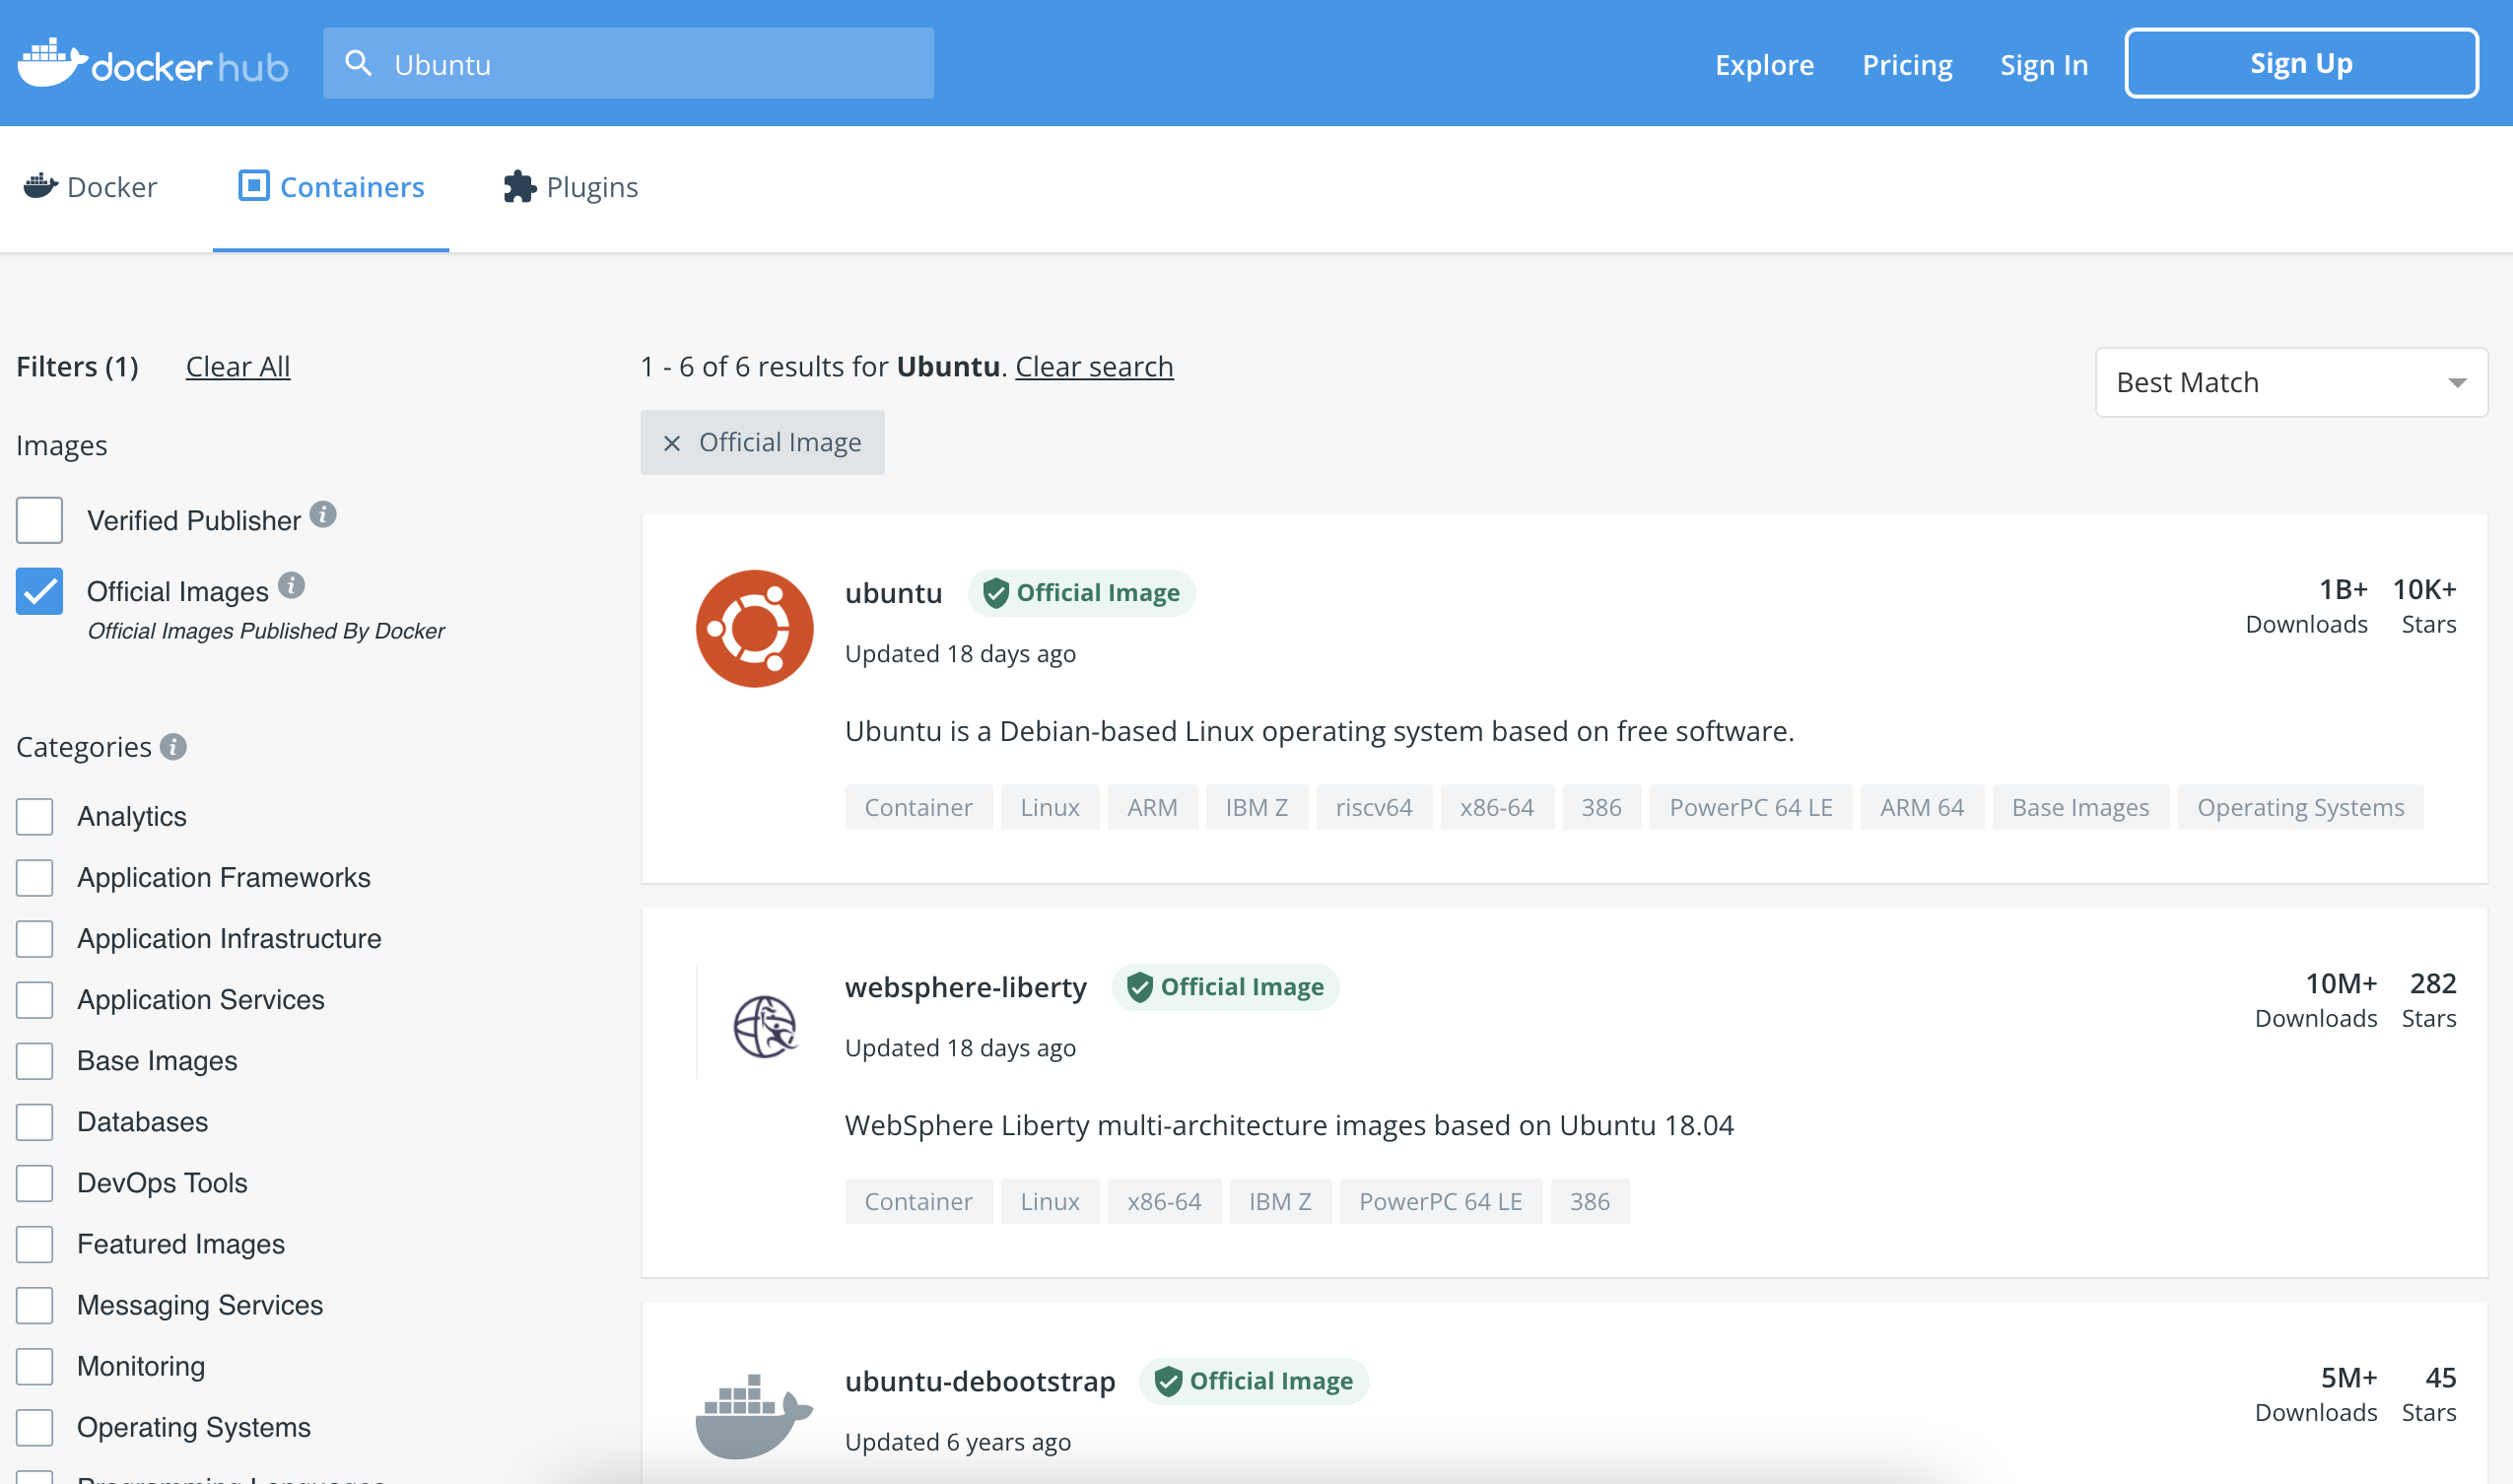 docker hub
Ubuntu
Explore
Pricing
Sign In
Sign Up
Docker
Containers
Plugins
Filters (1)
Clear All
Images
Verified Publisher
Official Images
Official Images Published By Docker
Categories
Analytics
Application Frameworks
Application Infrastructure
Application Services
Base Images
Databases
DevOps Tools
Featured Images
Messaging Services
Monitoring
Operating Systems
1 - 6 of 6 results for Ubuntu. Clear search
Best Match
Official Image
ubuntu
Official Image
1B+
Downloads
10K+
Stars
Updated 18 days ago
Ubuntu is a Debian-based Linux operating system based on free software.
Container Linux ARM IBM Z riscv64 x86-64 386 PowerPC 64 LE ARM 64 Base Images Operating Systems
websphere-liberty
Official Image
10M+
Downloads
282
Stars
Updated 18 days ago
WebSphere Liberty multi-architecture images based on Ubuntu 18.04
Container Linux x86-64 IBM Z PowerPC 64 LE 386
ubuntu-debootstrap
Official Image
5M+
Downloads
45
Stars
Updated 6 years ago